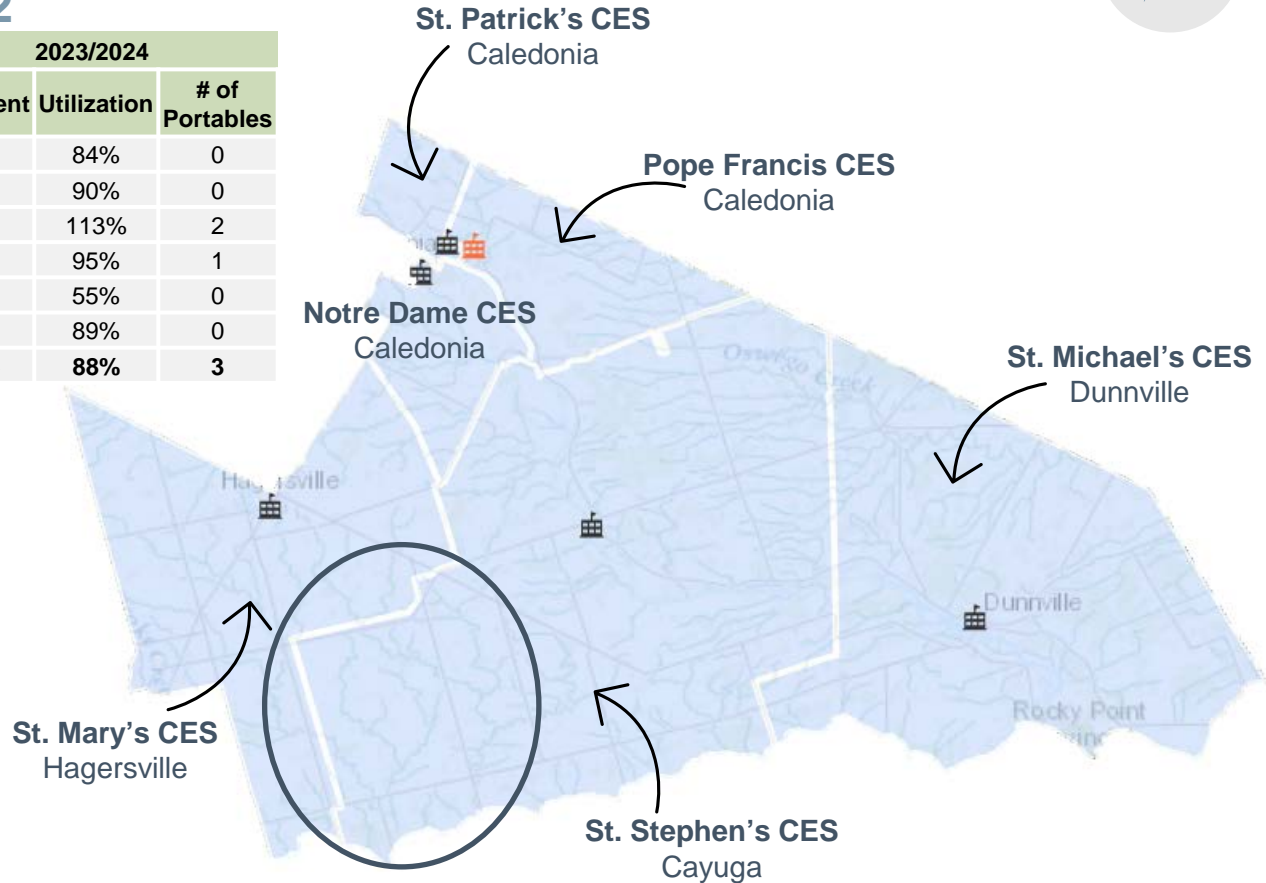 2
St. Patrick's CES
Caledonia
2023/2024
Utilization # of Portables
84% 0
90% 0
113% 2
95% 1
55% 0
89% 0
88% 3
Pope Francis CES
Caledonia
Notre Dame CES
Caledonia
Oswego Creek
St. Michael's CES
Dunnville
Dunnville
Rocky Point
St. Mary's CES
Hagersville
St. Stephen's CES
Cayuga